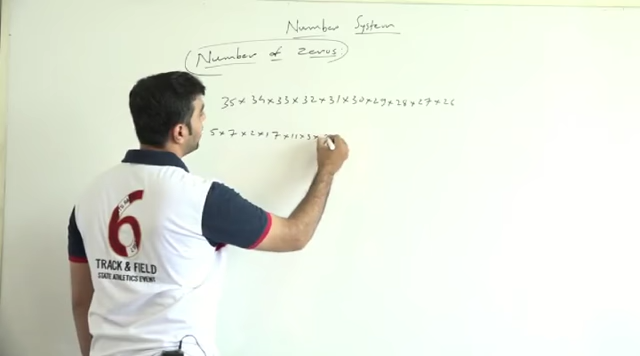 Number System
Number of zeros:
35 × 34 × 33 × 32 × 31 × 30 × 29 × 28 × 27 × 26
5 × 7 × 2 × 17 × 11 × 3 ×
6
TRACK & FIELD
STATE ATHLETICS EVENT